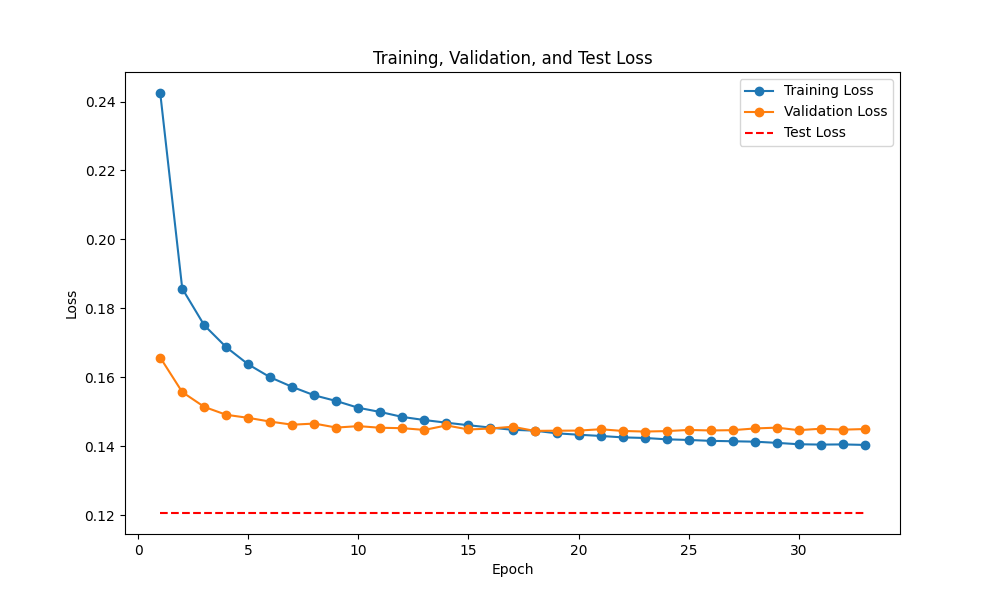 Training, Validation, and Test Loss
Training Loss
Validation Loss
Test Loss
Loss
0.24
0.22
0.20
0.18
0.16
0.14
0.12
0
5
10
15
20
25
30
Epoch